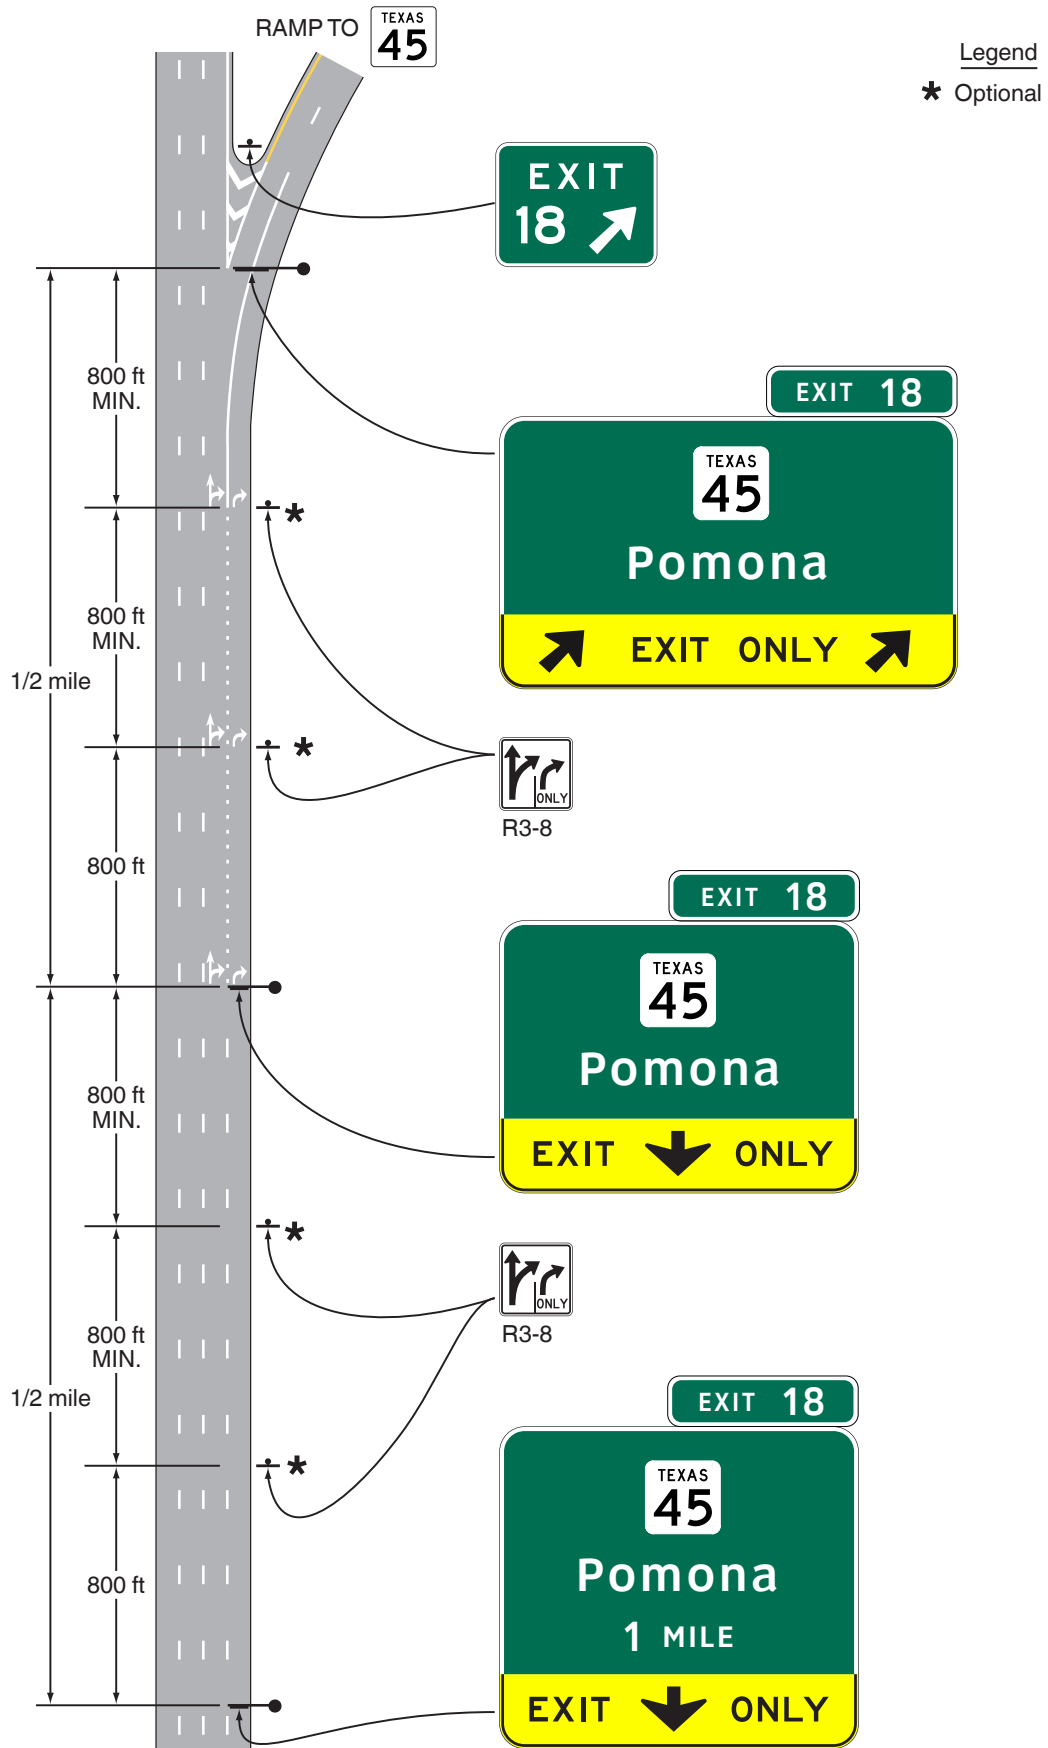 RAMP TO
TEXAS
45
Legend
* Optional
EXIT
18
800 ft
MIN.
EXIT 18
TEXAS
45
Pomona
EXIT ONLY
*
800 ft
MIN.
1/2 mile
*
ONLY
R3-8
800 ft
EXIT 18
TEXAS
45
Pomona
EXIT ONLY
800 ft
MIN.
*
ONLY
R3-8
800 ft
MIN.
1/2 mile
*
EXIT 18
TEXAS
45
Pomona
1 MILE
EXIT ONLY
800 ft